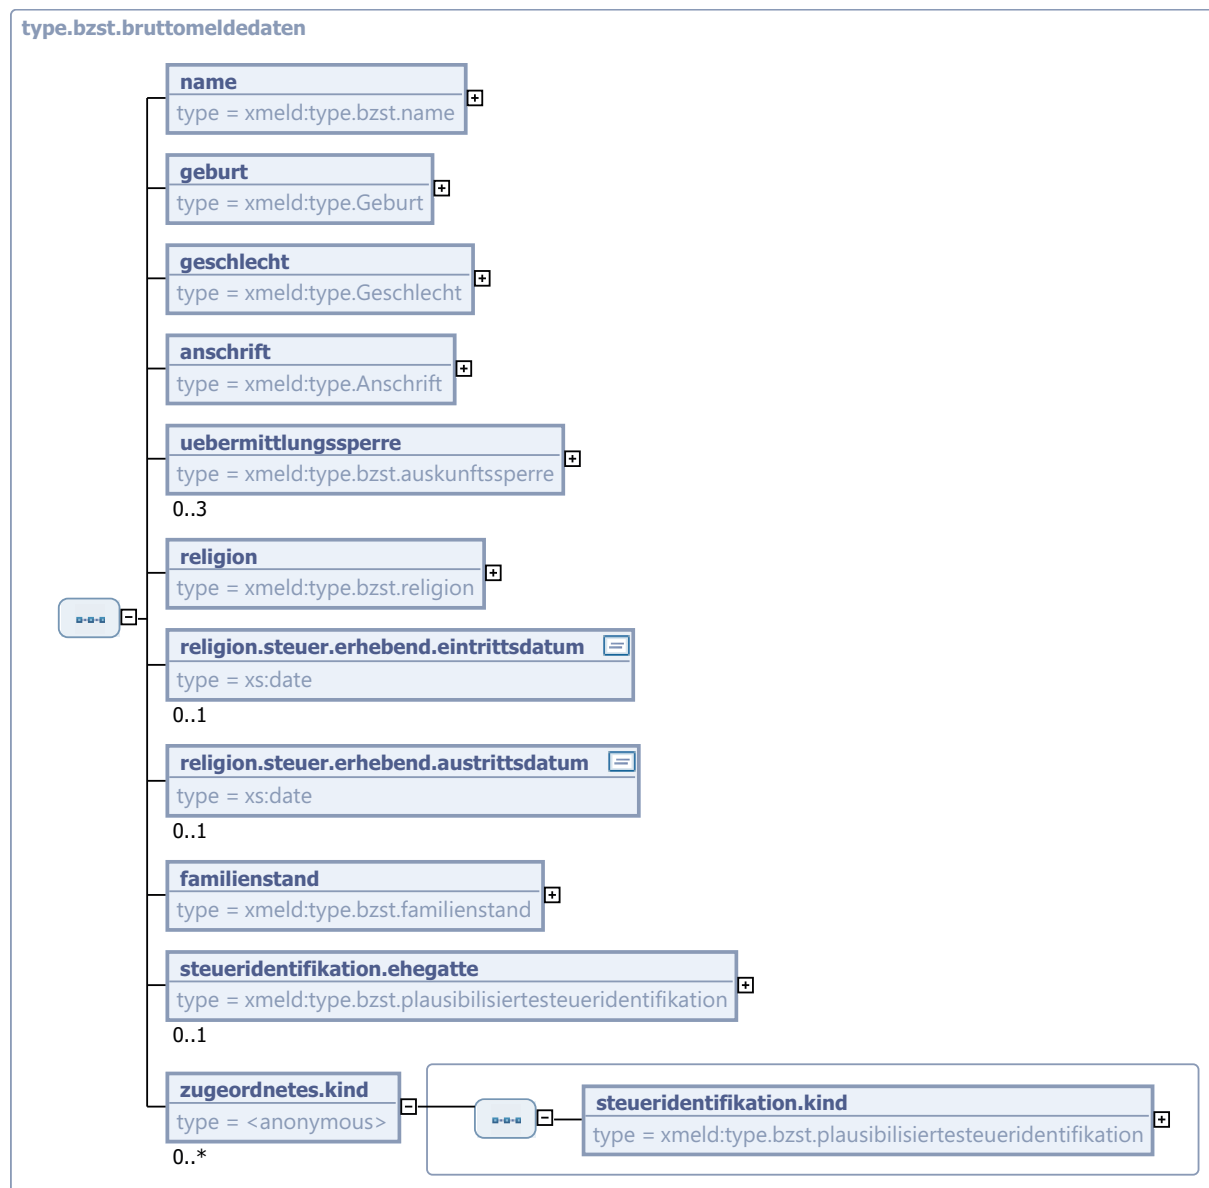 type.bzst.bruttomeldedaten
name
type = xmeld:type.bzst.name
geburt
type = xmeld:type.Geburt
geschlecht
type = xmeld:type.Geschlecht
anschrift
type = xmeld:type.Anschrift
uebermittlungssperre
type = xmeld:type.bzst.auskunftssperre
0..3
religion
type = xmeld:type.bzst.religion
religion.steuer.erhebend.eintrittsdatum
type = xs:date
0..1
religion.steuer.erhebend.austrittsdatum
type = xs:date
0..1
familienstand
type = xmeld:type.bzst.familienstand
steueridentifikation.ehegatte
type = xmeld:type.bzst.plausibilisiertesteueridentifikation
0..1
zugeordnetes.kind
type = <anonymous>
0..*
steueridentifikation.kind
type = xmeld:type.bzst.plausibilisiertesteueridentifikation